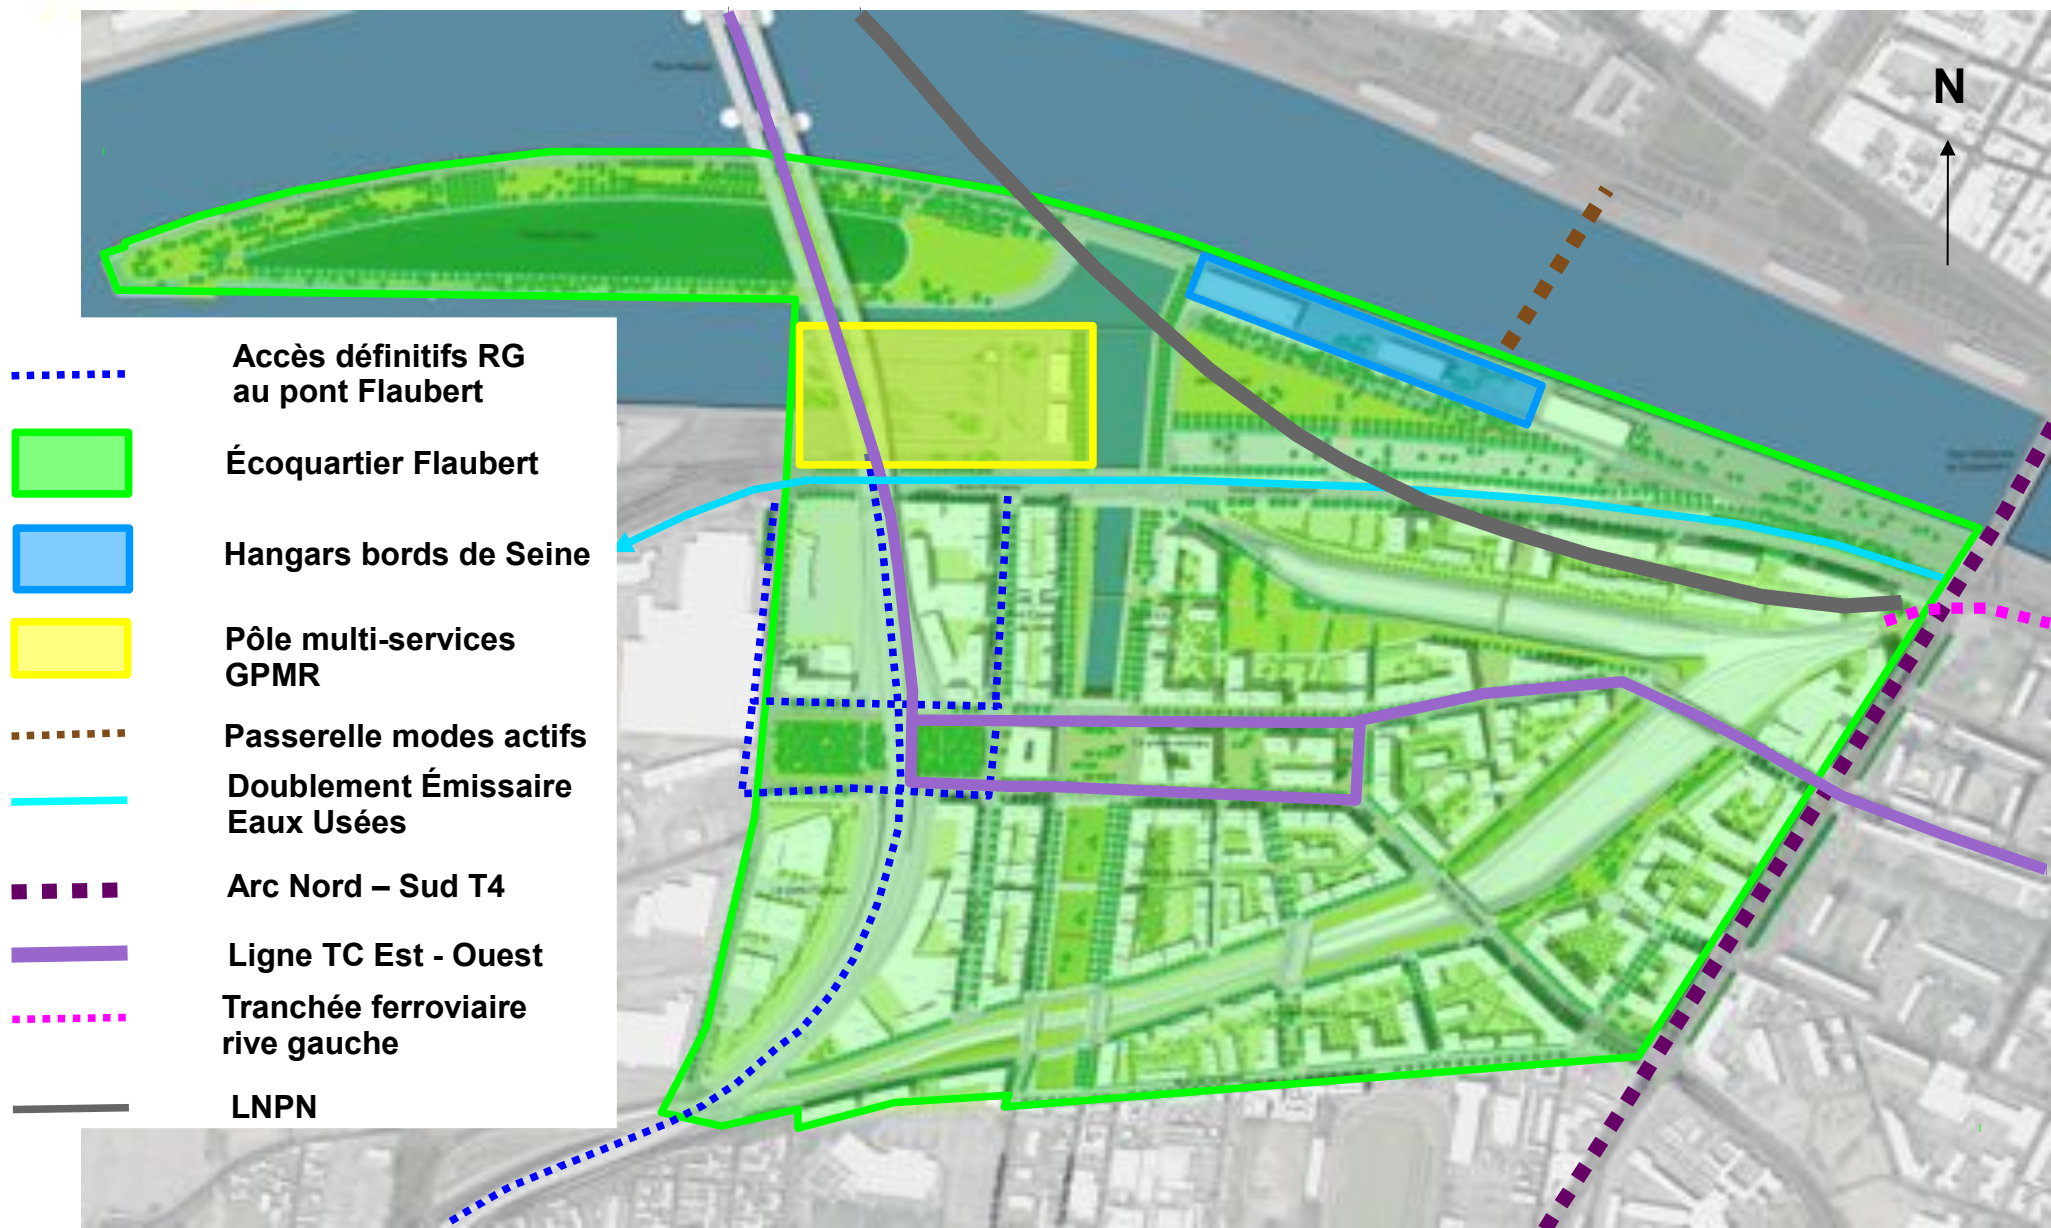 N
Accès définitifs RG
au pont Flaubert
Écoquartier Flaubert
Hangars bords de Seine
Pôle multi-services
GPMR
Passerelle modes actifs
Doublement Émissaire
Eaux Usées
Arc Nord – Sud T4
Ligne TC Est - Ouest
Tranchée ferroviaire
rive gauche
LNPN